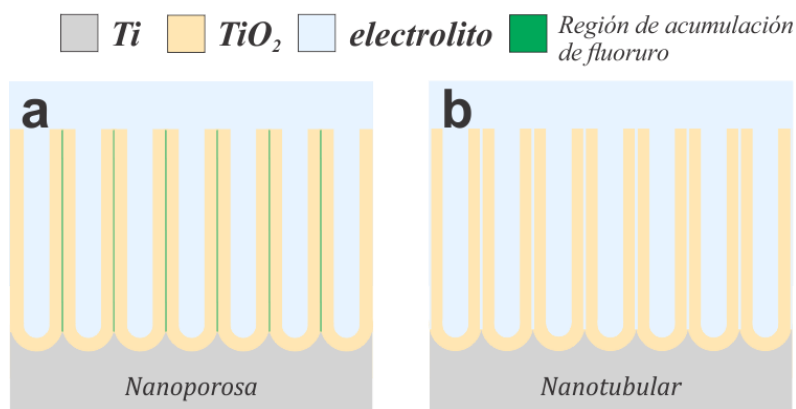 Ti
TiO₂
electrolito
Región de acumulación
de fluoruro
a
b
Nanoporosa
Nanotubular